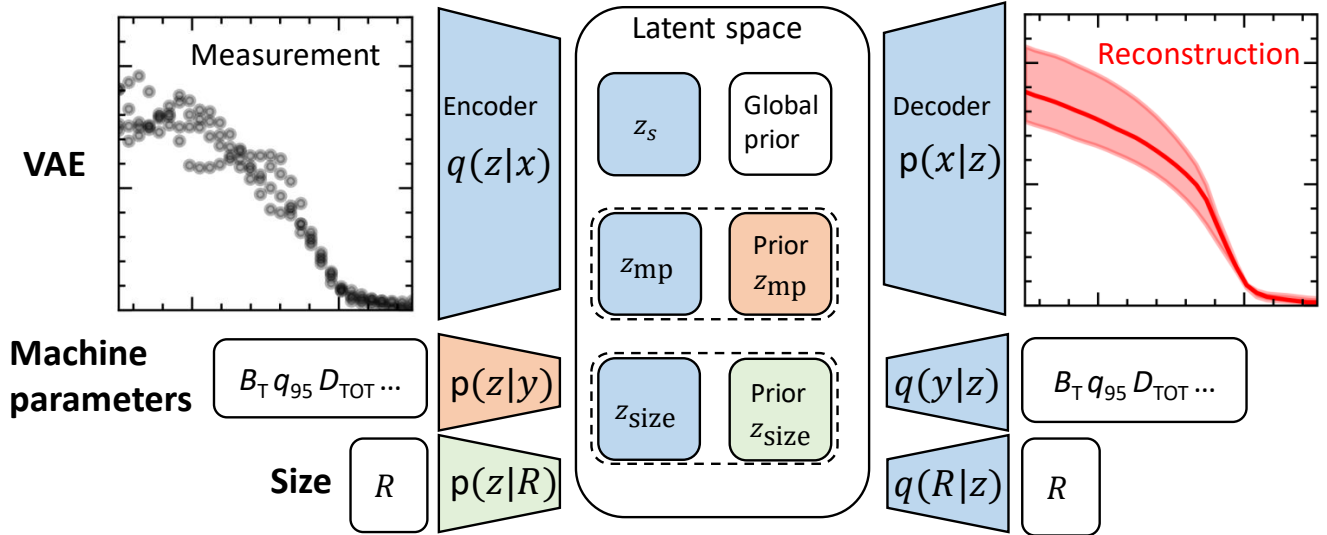 Measurement
Latent space
Reconstruction
VAE
Encoder
q(z|x)
z_s
Global
prior
Decoder
p(x|z)
z_mp
Prior
z_mp
Machine
parameters
B_T q_95 D_TOT ...
p(z|y)
z_size
Prior
z_size
q(y|z)
B_T q_95 D_TOT ...
Size
R
p(z|R)
q(R|z)
R